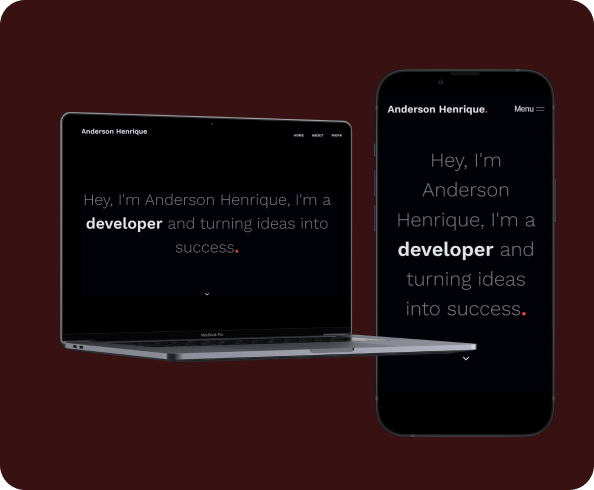 Anderson Henrique
HOME ABOUT WORK
Hey, I'm Anderson Henrique, I'm a
developer and turning ideas into
success.
MacBook Pro
Anderson Henrique.
Menu
Hey, I'm
Anderson
Henrique, I'm a
developer and
turning ideas
into success.